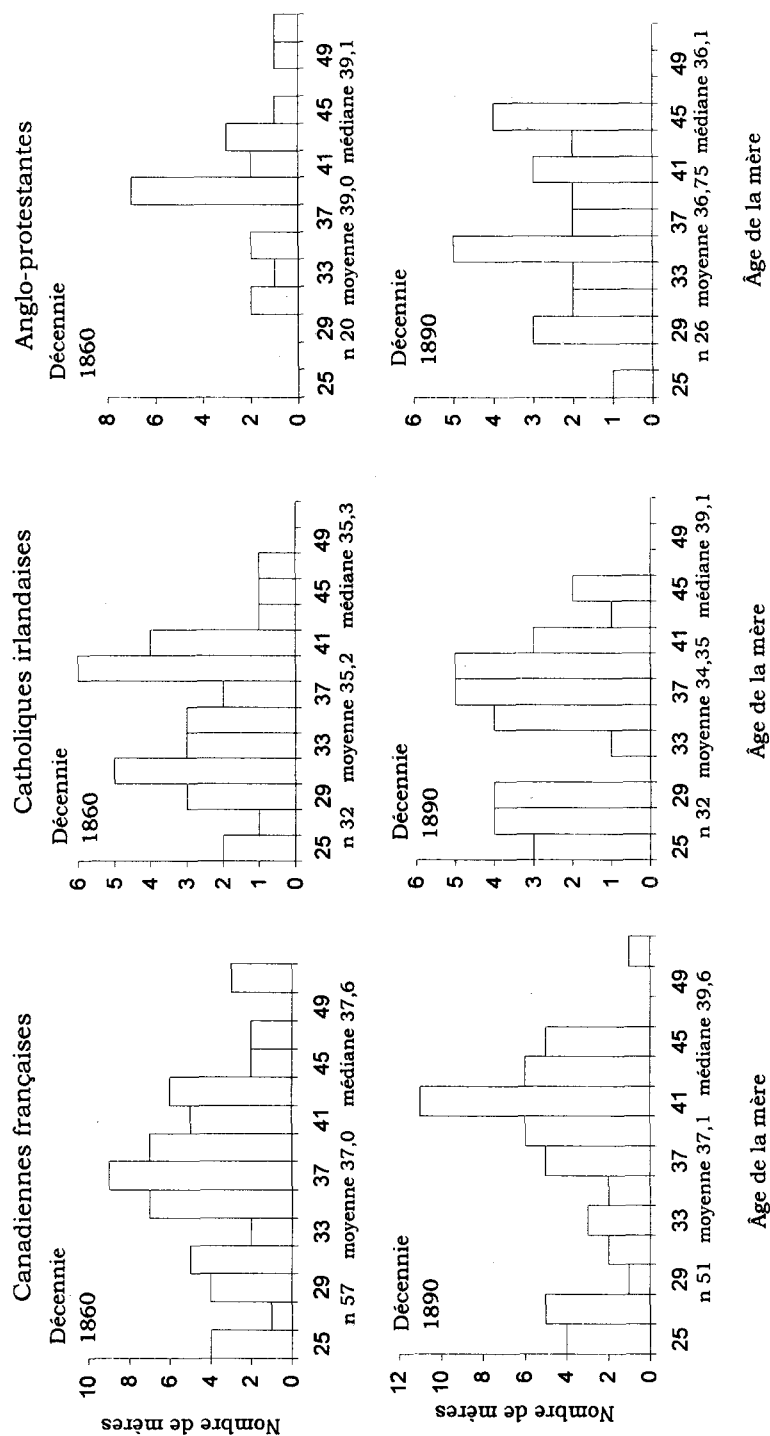 Canadiennes françaises
Décennie
1860
Nombre de mères
10
8
6
4
2
0
25 29 33 37 41 45 49
n 57 moyenne 37,0 médiane 37,6
Décennie
1890
Nombre de mères
12
10
8
6
4
2
0
25 29 33 37 41 45 49
n 51 moyenne 37,1 médiane 39,6
Âge de la mère
Catholiques irlandaises
Décennie
1860
6
5
4
3
2
1
0
25 29 33 37 41 45 49
n 32 moyenne 35,2 médiane 35,3
Décennie
1890
6
5
4
3
2
1
0
25 29 33 37 41 45 49
n 32 moyenne 34,35 médiane 39,1
Âge de la mère
Anglo-protestantes
Décennie
1860
8
6
4
2
0
25 29 33 37 41 45 49
n 20 moyenne 39,0 médiane 39,1
Décennie
1890
6
5
4
3
2
1
0
25 29 33 37 41 45 49
n 26 moyenne 36,75 médiane 36,1
Âge de la mère